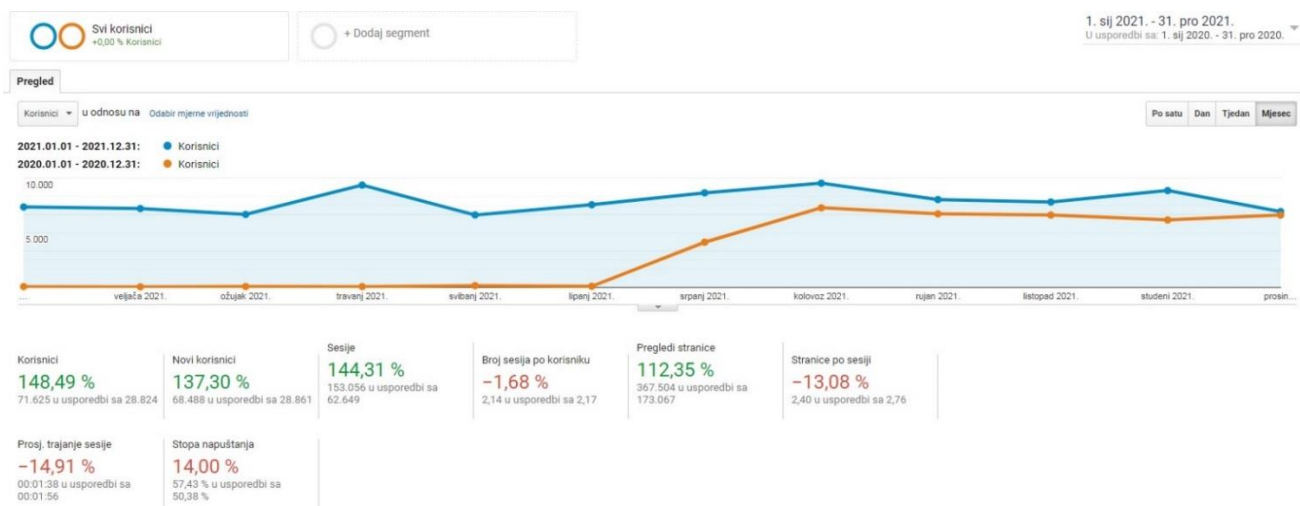 Svi korisnici
+0,00 % Korisnici
+ Dodaj segment
1. sij 2021. - 31. pro 2021.
U usporedbi sa: 1. sij 2020. - 31. pro 2020.
Pregled
Korisnici u odnosu na Odabir mjerne vrijednosti
Po satu Dan Tjedan Mjesec
2021.01.01 - 2021.12.31: Korisnici
2020.01.01 - 2020.12.31: Korisnici
10.000
5.000
... veljača 2021. ožujak 2021. travanj 2021. svibanj 2021. lipanj 2021. srpanj 2021. kolovoz 2021. rujan 2021. listopad 2021. studeni 2021. prosin...
Korisnici
148,49 %
71.625 u usporedbi sa 28.824
Novi korisnici
137,30 %
68.488 u usporedbi sa 28.861
Sesije
144,31 %
153.056 u usporedbi sa
62.649
Broj sesija po korisniku
−1,68 %
2,14 u usporedbi sa 2,17
Pregledi stranice
112,35 %
367.504 u usporedbi sa
173.067
Stranice po sesiji
−13,08 %
2,40 u usporedbi sa 2,76
Prosj. trajanje sesije
−14,91 %
00:01:38 u usporedbi sa
00:01:56
Stopa napuštanja
14,00 %
57,43 % u usporedbi sa
50,38 %